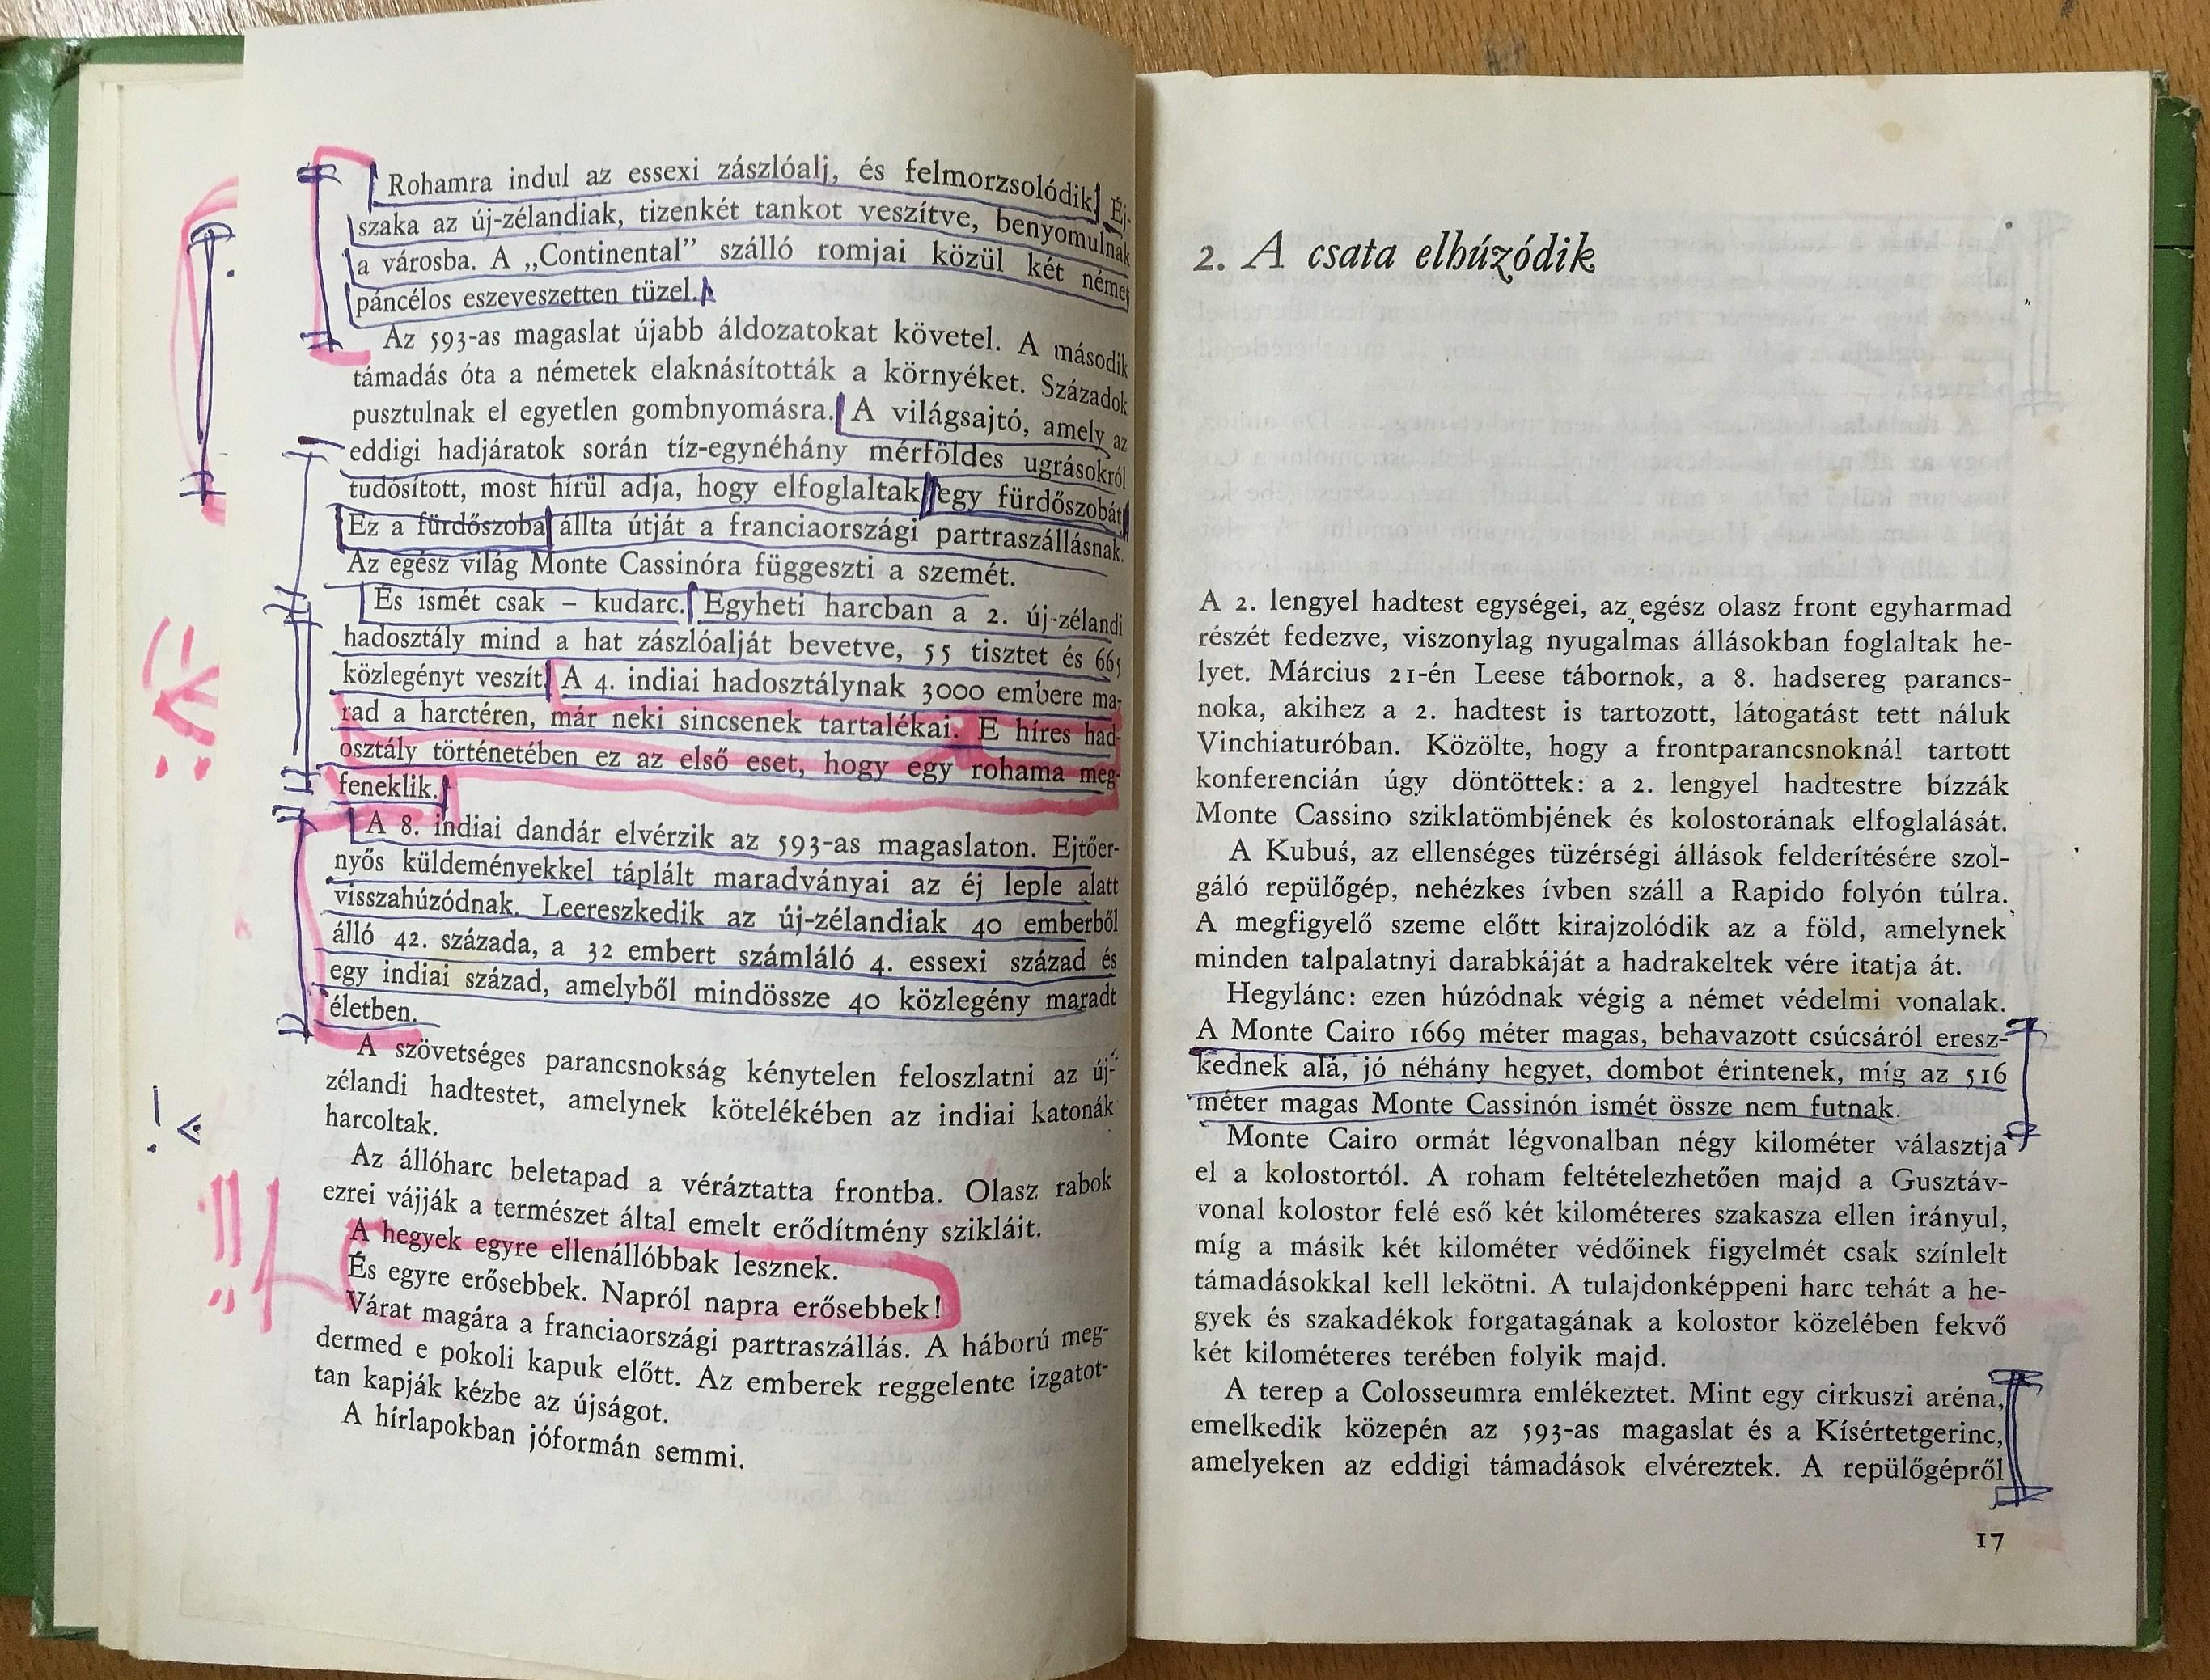 Rohamra indul az essexi zászlóalj, és felmorzsolódik. Éj-
szaka az új-zélandiak, tizenkét tankot veszítve, benyomulnak
a városba. A „Continental” szálló romjai közül két német
páncélos eszeveszetten tüzel.
Az 593-as magaslat újabb áldozatokat követel. A második
támadás óta a németek elaknásították a környéket. Századok
pusztulnak el egyetlen gombnyomásra. A világsajtó, amely az
eddigi hadjáratok során tíz-egynéhány mérföldes ugrásokról
tudósított, most hírül adja, hogy elfoglaltak egy fürdőszobát.
Ez a fürdőszoba állta útját a franciaországi partraszállásnak.
Az egész világ Monte Cassinóra függeszti a szemét.
És ismét csak – kudarc. Egyheti harcban a 2. új-zélandi
hadosztály mind a hat zászlóalját bevetve, 55 tisztet és 665
közlegényt veszít. A 4. indiai hadosztálynak 3000 embere ma-
rad a harctéren, már neki sincsenek tartalékai. E híres had-
osztály történetében ez az első eset, hogy egy rohama meg-
feneklik.
A 8. indiai dandár elvérzik az 593-as magaslaton. Ejtőer-
nyős küldeményekkel táplált maradványai az éj leple alatt
visszahúzódnak. Leereszkedik az új-zélandiak 40 emberből
álló 42. százada, a 32 embert számláló 4. essexi század és
egy indiai század, amelyből mindössze 40 közlegény maradt
életben.
A szövetséges parancsnokság kénytelen feloszlatni az új-
zélandi hadtestet, amelynek kötelékében az indiai katonák
harcoltak.
Az állóharc beletapad a véráztatta frontba. Olasz rabok
ezrei vájják a természet által emelt erődítmény szikláit.
A hegyek egyre ellenállóbbak lesznek.
És egyre erősebbek. Napról napra erősebbek!
Várat magára a franciaországi partraszállás. A háború meg-
dermed e pokoli kapuk előtt. Az emberek reggelente izgatot-
tan kapják kézbe az újságot.
A hírlapokban jóformán semmi.
2. A csata elhúzódik
A 2. lengyel hadtest egységei, az egész olasz front egyharmad
részét fedezve, viszonylag nyugalmas állásokban foglaltak he-
lyet. Március 21-én Leese tábornok, a 8. hadsereg parancs-
noka, akihez a 2. hadtest is tartozott, látogatást tett náluk
Vinchiaturóban. Közölte, hogy a frontparancsnoknál tartott
konferencián úgy döntöttek: a 2. lengyel hadtestre bízzák
Monte Cassino sziklatömbjének és kolostorának elfoglalását.
A Kubuś, az ellenséges tüzérségi állások felderítésére szol-
gáló repülőgép, nehézkes ívben száll a Rapido folyón túlra.
A megfigyelő szeme előtt kirajzolódik az a föld, amelynek
minden talpalatnyi darabkáját a hadrakeltek vére itatja át.
Hegylánc: ezen húzódnak végig a német védelmi vonalak.
A Monte Cairo 1669 méter magas, behavazott csúcsáról eresz-
kednek alá, jó néhány hegyet, dombot érintenek, míg az 516
méter magas Monte Cassinón ismét össze nem futnak.
Monte Cairo ormát légvonalban négy kilométer választja
el a kolostortól. A roham feltételezhetően majd a Gusztáv-
vonal kolostor felé eső két kilométeres szakasza ellen irányul,
míg a másik két kilométer védőinek figyelmét csak színlelt
támadásokkal kell lekötni. A tulajdonképpeni harc tehát a he-
gyek és szakadékok forgatagának a kolostor közelében fekvő
két kilométeres terében folyik majd.
A terep a Colosseumra emlékeztet. Mint egy cirkuszi aréna,
emelkedik közepén az 593-as magaslat és a Kísértetgerinc,
amelyeken az eddigi támadások elvéreztek. A repülőgépről
17